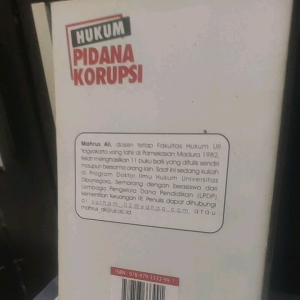 HUKUM
PIDANA
KORUPSI
Mahrus Ali, dosen tetap Fakultas Hukum UII
Yogyakarta yang lahir di Pamekasan Madura 1982,
telah menghasilkan 11 buku baik yang ditulis sendiri
maupun bersama orang lain. Saat ini sedang kuliah
di Program Doktor Ilmu Hukum Universitas
Diponegoro, Semarang dengan beasiswa dari
Lembaga Pengelola Dana Pendidikan (LPDP)
kementrian keuangan RI. Penulis dapat dihubungi
di atau